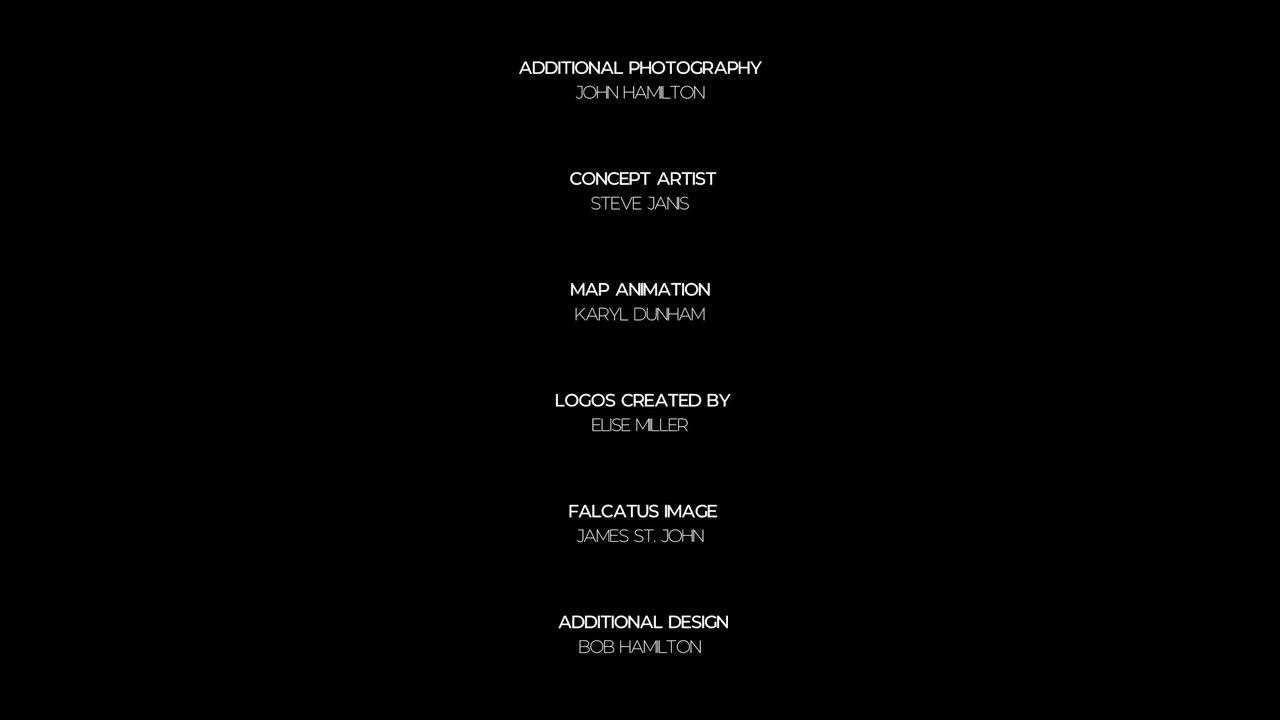 ADDITIONAL PHOTOGRAPHY
JOHN HAMILTON
CONCEPT ARTIST
STEVE JANIS
MAP ANIMATION
KARYL DUNHAM
LOGOS CREATED BY
ELISE MILLER
FALCATUS IMAGE
JAMES ST. JOHN
ADDITIONAL DESIGN
BOB HAMILTON